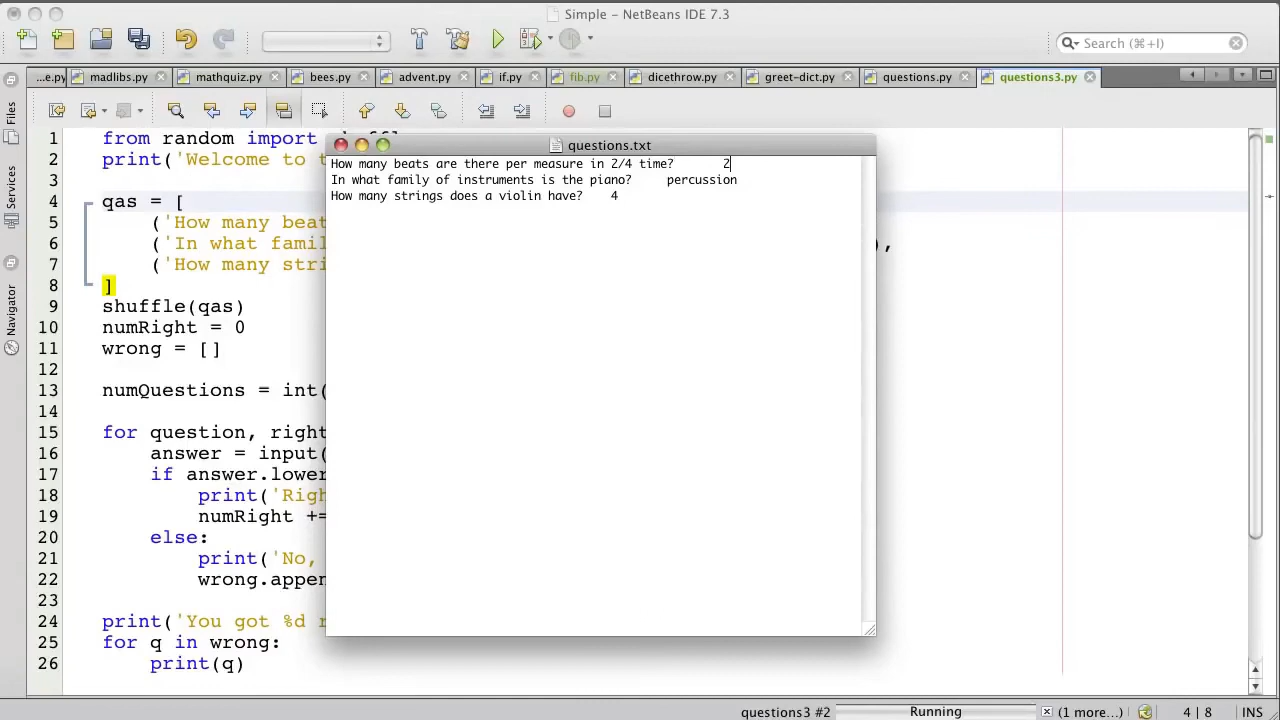 Simple - NetBeans IDE 7.3
Search (⌘+I)
...e.py madlibs.py mathquiz.py bees.py advent.py if.py fib.py dicethrow.py greet-dict.py questions.py questions3.py
Files
Services
Navigator
questions.txt
How many beats are there per measure in 2/4 time? 2
In what family of instruments is the piano? percussion
How many strings does a violin have? 4
1 from random import
2 print('Welcome to
3
4 qas = [
5 ('How many bea
6 ('In what fami ),
7 ('How many stri
8 ]
9 shuffle(qas)
10 numRight = 0
11 wrong = []
12
13 numQuestions = int(
14
15 for question, right
16 answer = input(
17 if answer.lower
18 print('Righ
19 numRight +=
20 else:
21 print('No,
22 wrong.appen
23
24 print('You got %d r
25 for q in wrong:
26 print(q)
questions3 #2 Running (1 more...) 4 | 8 INS